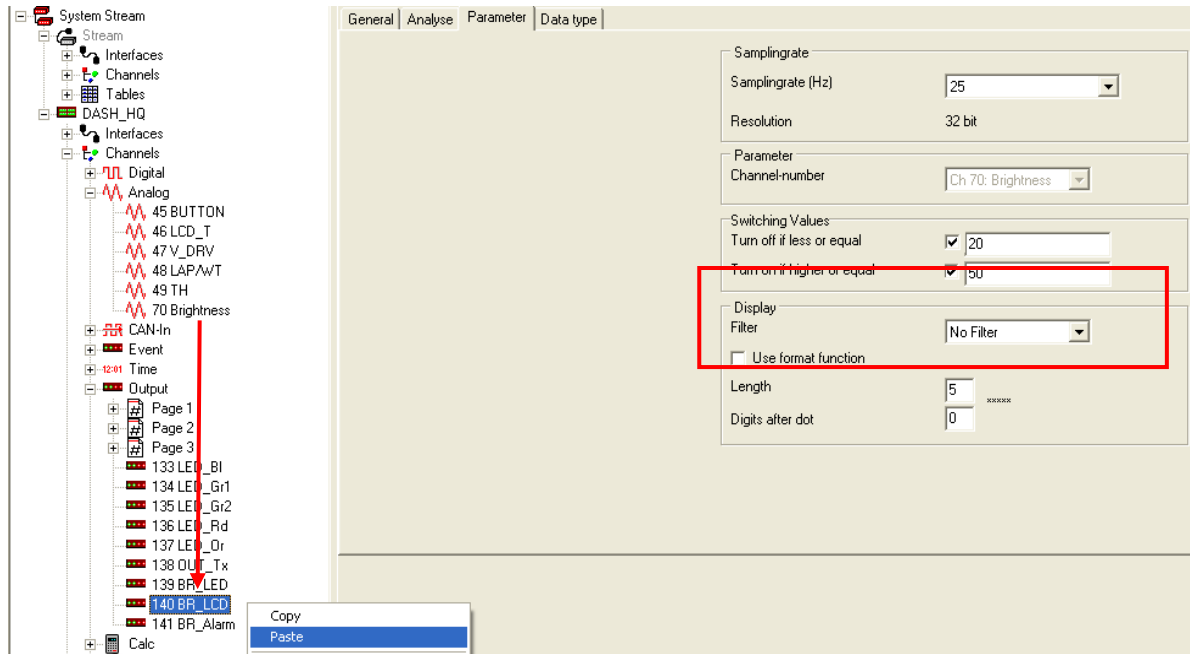 System Stream
Stream
Interfaces
Channels
Tables
DASH_HQ
Interfaces
Channels
Digital
Analog
45 BUTTON
46 LCD_T
47 V_DRV
48 LAP/WT
49 TH
70 Brightness
CAN-In
Event
12:01 Time
Output
Page 1
Page 2
Page 3
133 LED_Bl
134 LED_Gr1
135 LED_Gr2
136 LED_Rd
137 LED_Or
138 OUT_Tx
139 BR_LED
140 BR_LCD
141 BR_Alarm
Calc
Copy
Paste
General Analyse Parameter Data type
Samplingrate
Samplingrate (Hz) 25
Resolution 32 bit
Parameter
Channel-number Ch 70: Brightness
Switching Values
Turn off if less or equal 20
Turn on if higher or equal 50
Display
Filter No Filter
Use format function
Length 5 xxxxx
Digits after dot 0